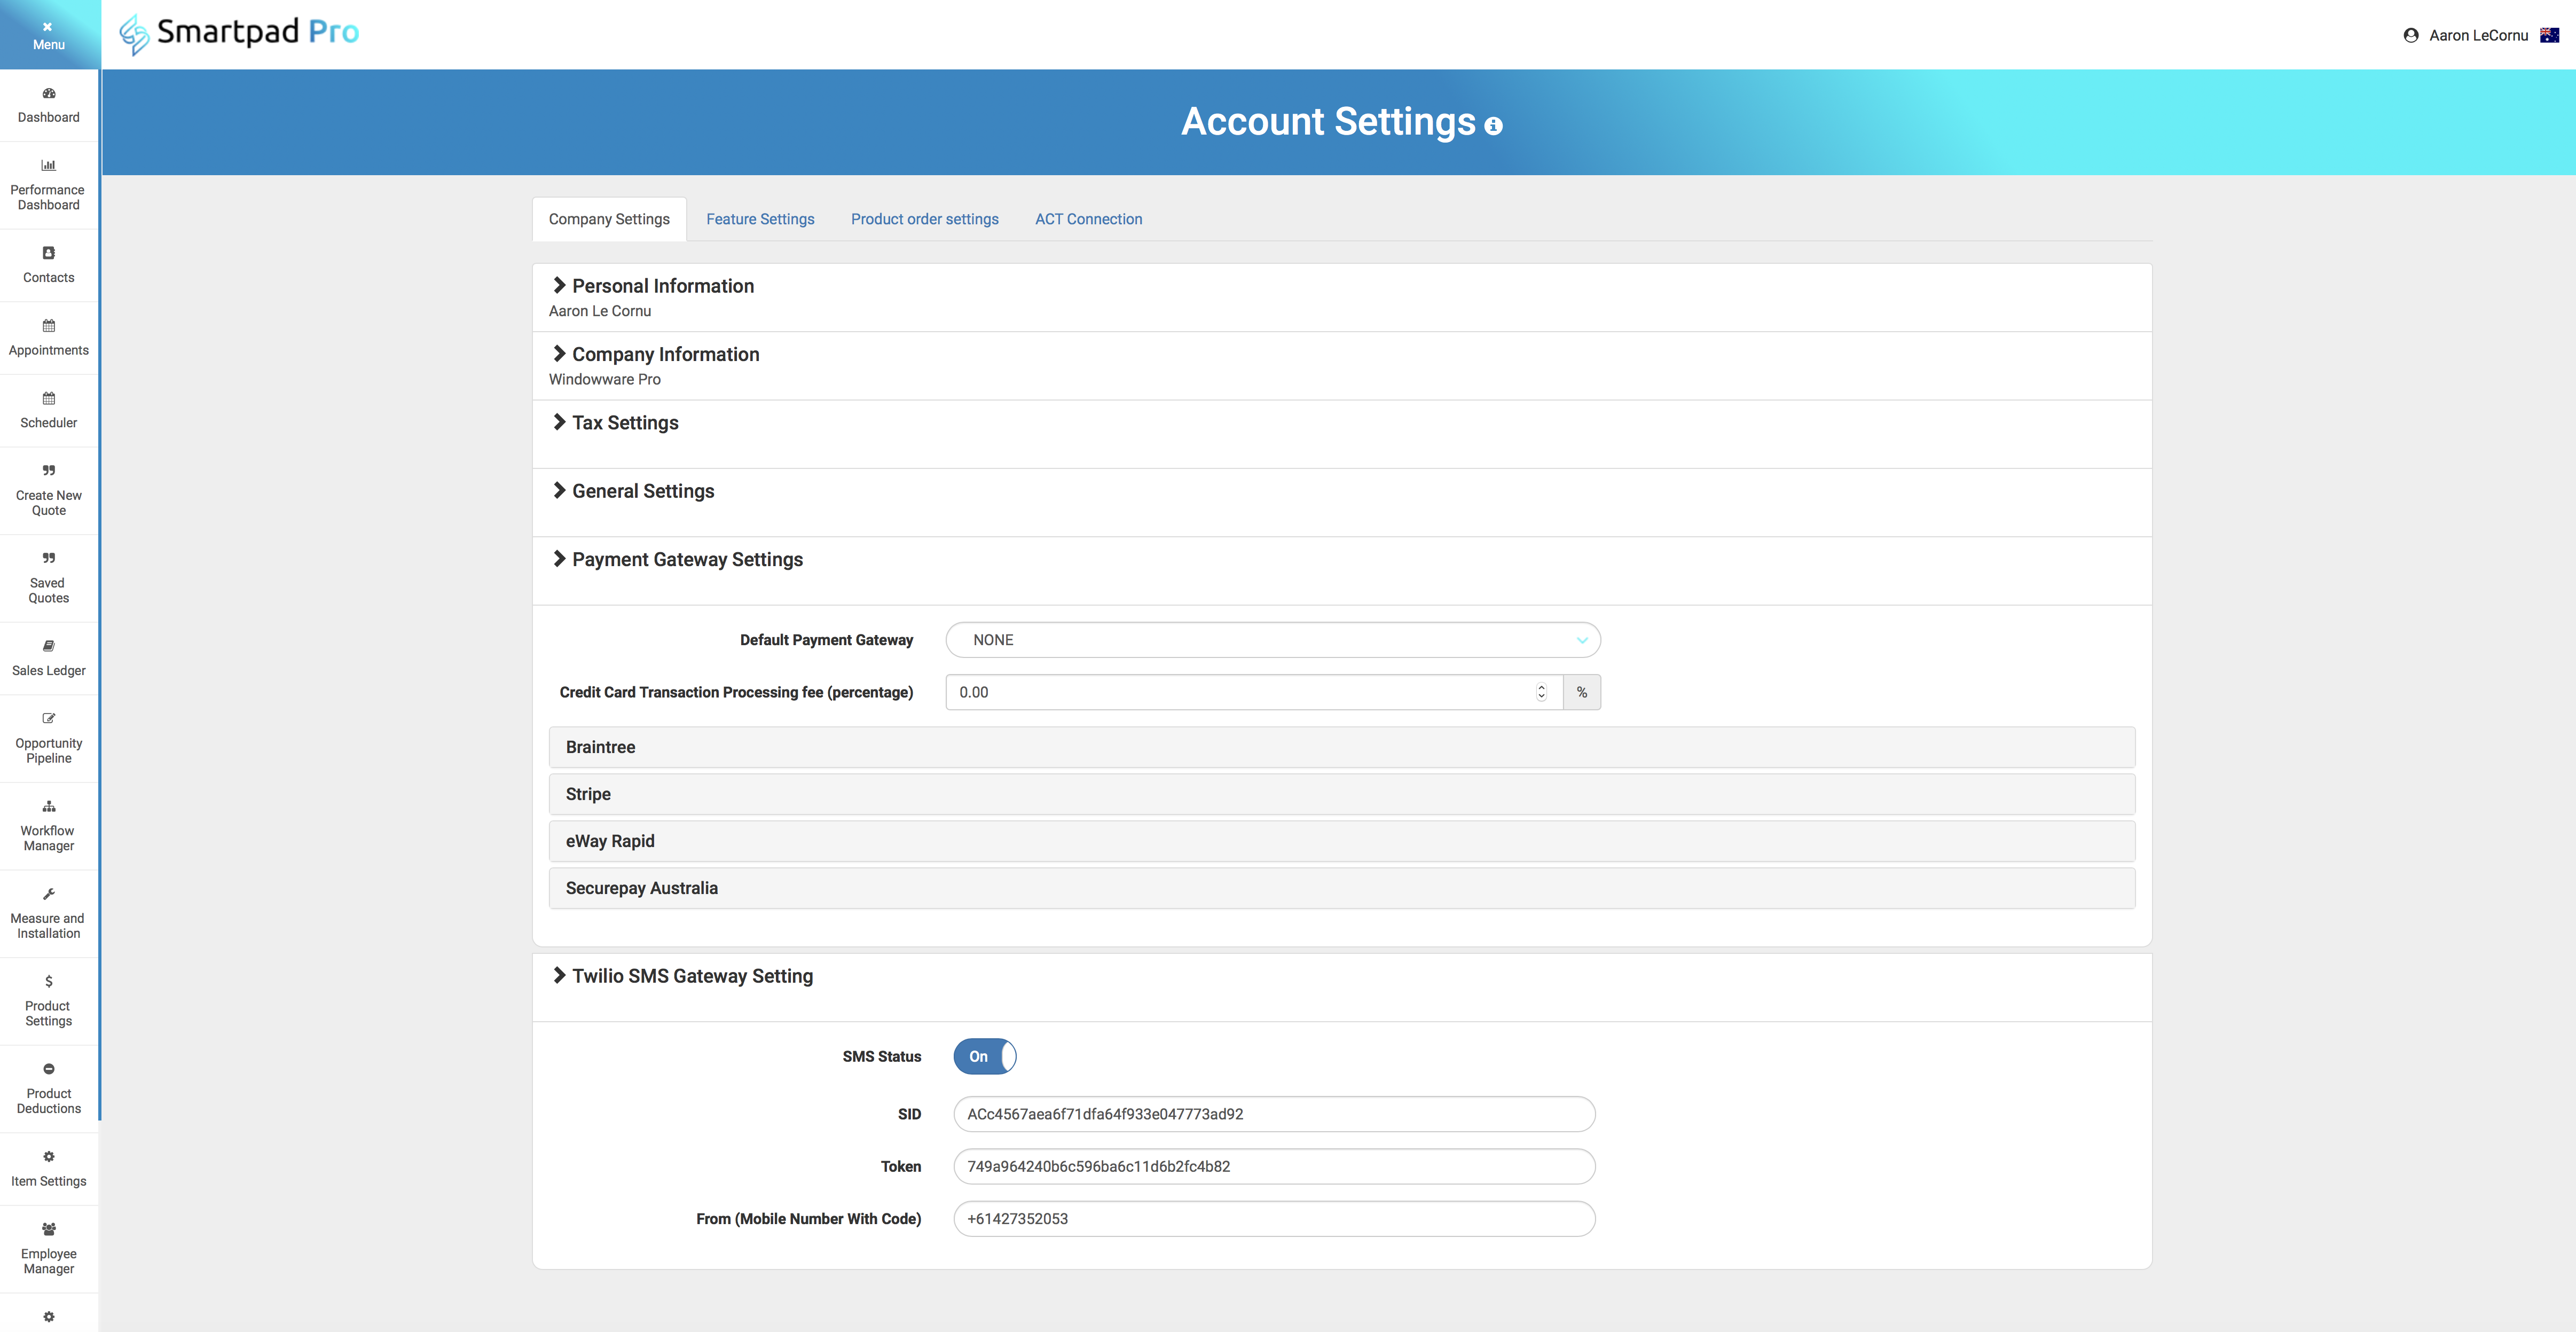 Menu
Smartpad Pro
Aaron LeCornu
Dashboard
Performance
Dashboard
Contacts
Appointments
Scheduler
Create New
Quote
Saved
Quotes
Sales Ledger
Opportunity
Pipeline
Workflow
Manager
Measure and
Installation
Product
Settings
Product
Deductions
Item Settings
Employee
Manager
Account Settings
Company Settings
Feature Settings
Product order settings
ACT Connection
Personal Information
Aaron Le Cornu
Company Information
Windowware Pro
Tax Settings
General Settings
Payment Gateway Settings
Default Payment Gateway NONE
Credit Card Transaction Processing fee (percentage) 0.00 %
Braintree
Stripe
eWay Rapid
Securepay Australia
Twilio SMS Gateway Setting
SMS Status On
SID ACc4567aea6f71dfa64f933e047773ad92
Token 749a964240b6c596ba6c11d6b2fc4b82
From (Mobile Number With Code) +61427352053